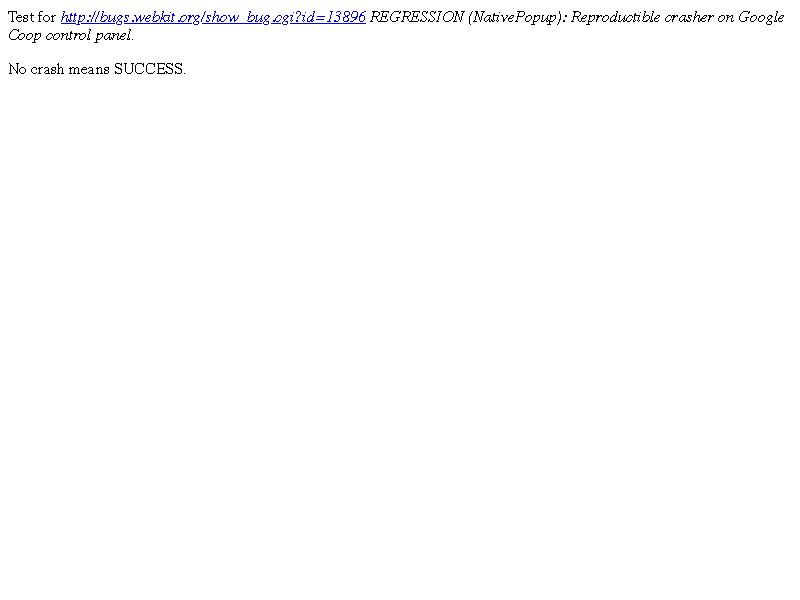 Test for http://bugs.webkit.org/show_bug.cgi?id=13896 REGRESSION (NativePopup): Reproductible crasher on Google
Coop control panel.
No crash means SUCCESS.